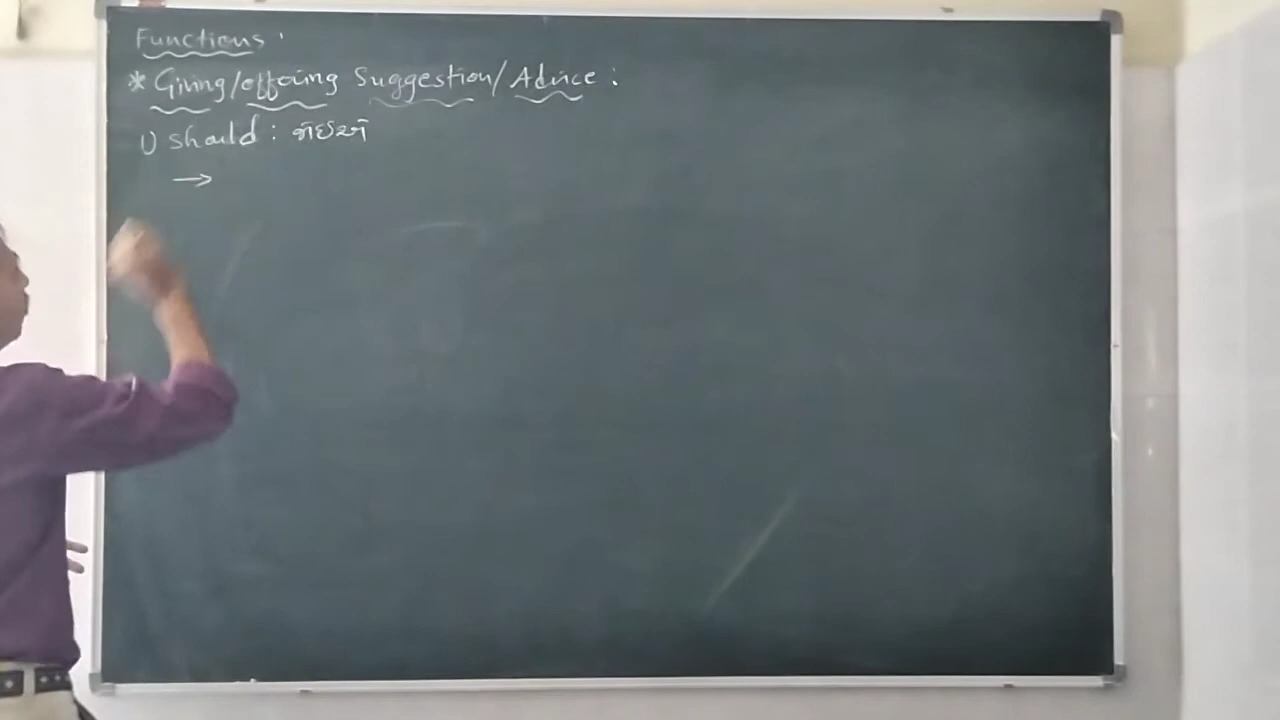 Functions.
* Giving/offering Suggestion/Advice :
1) should : જોઈએ
→